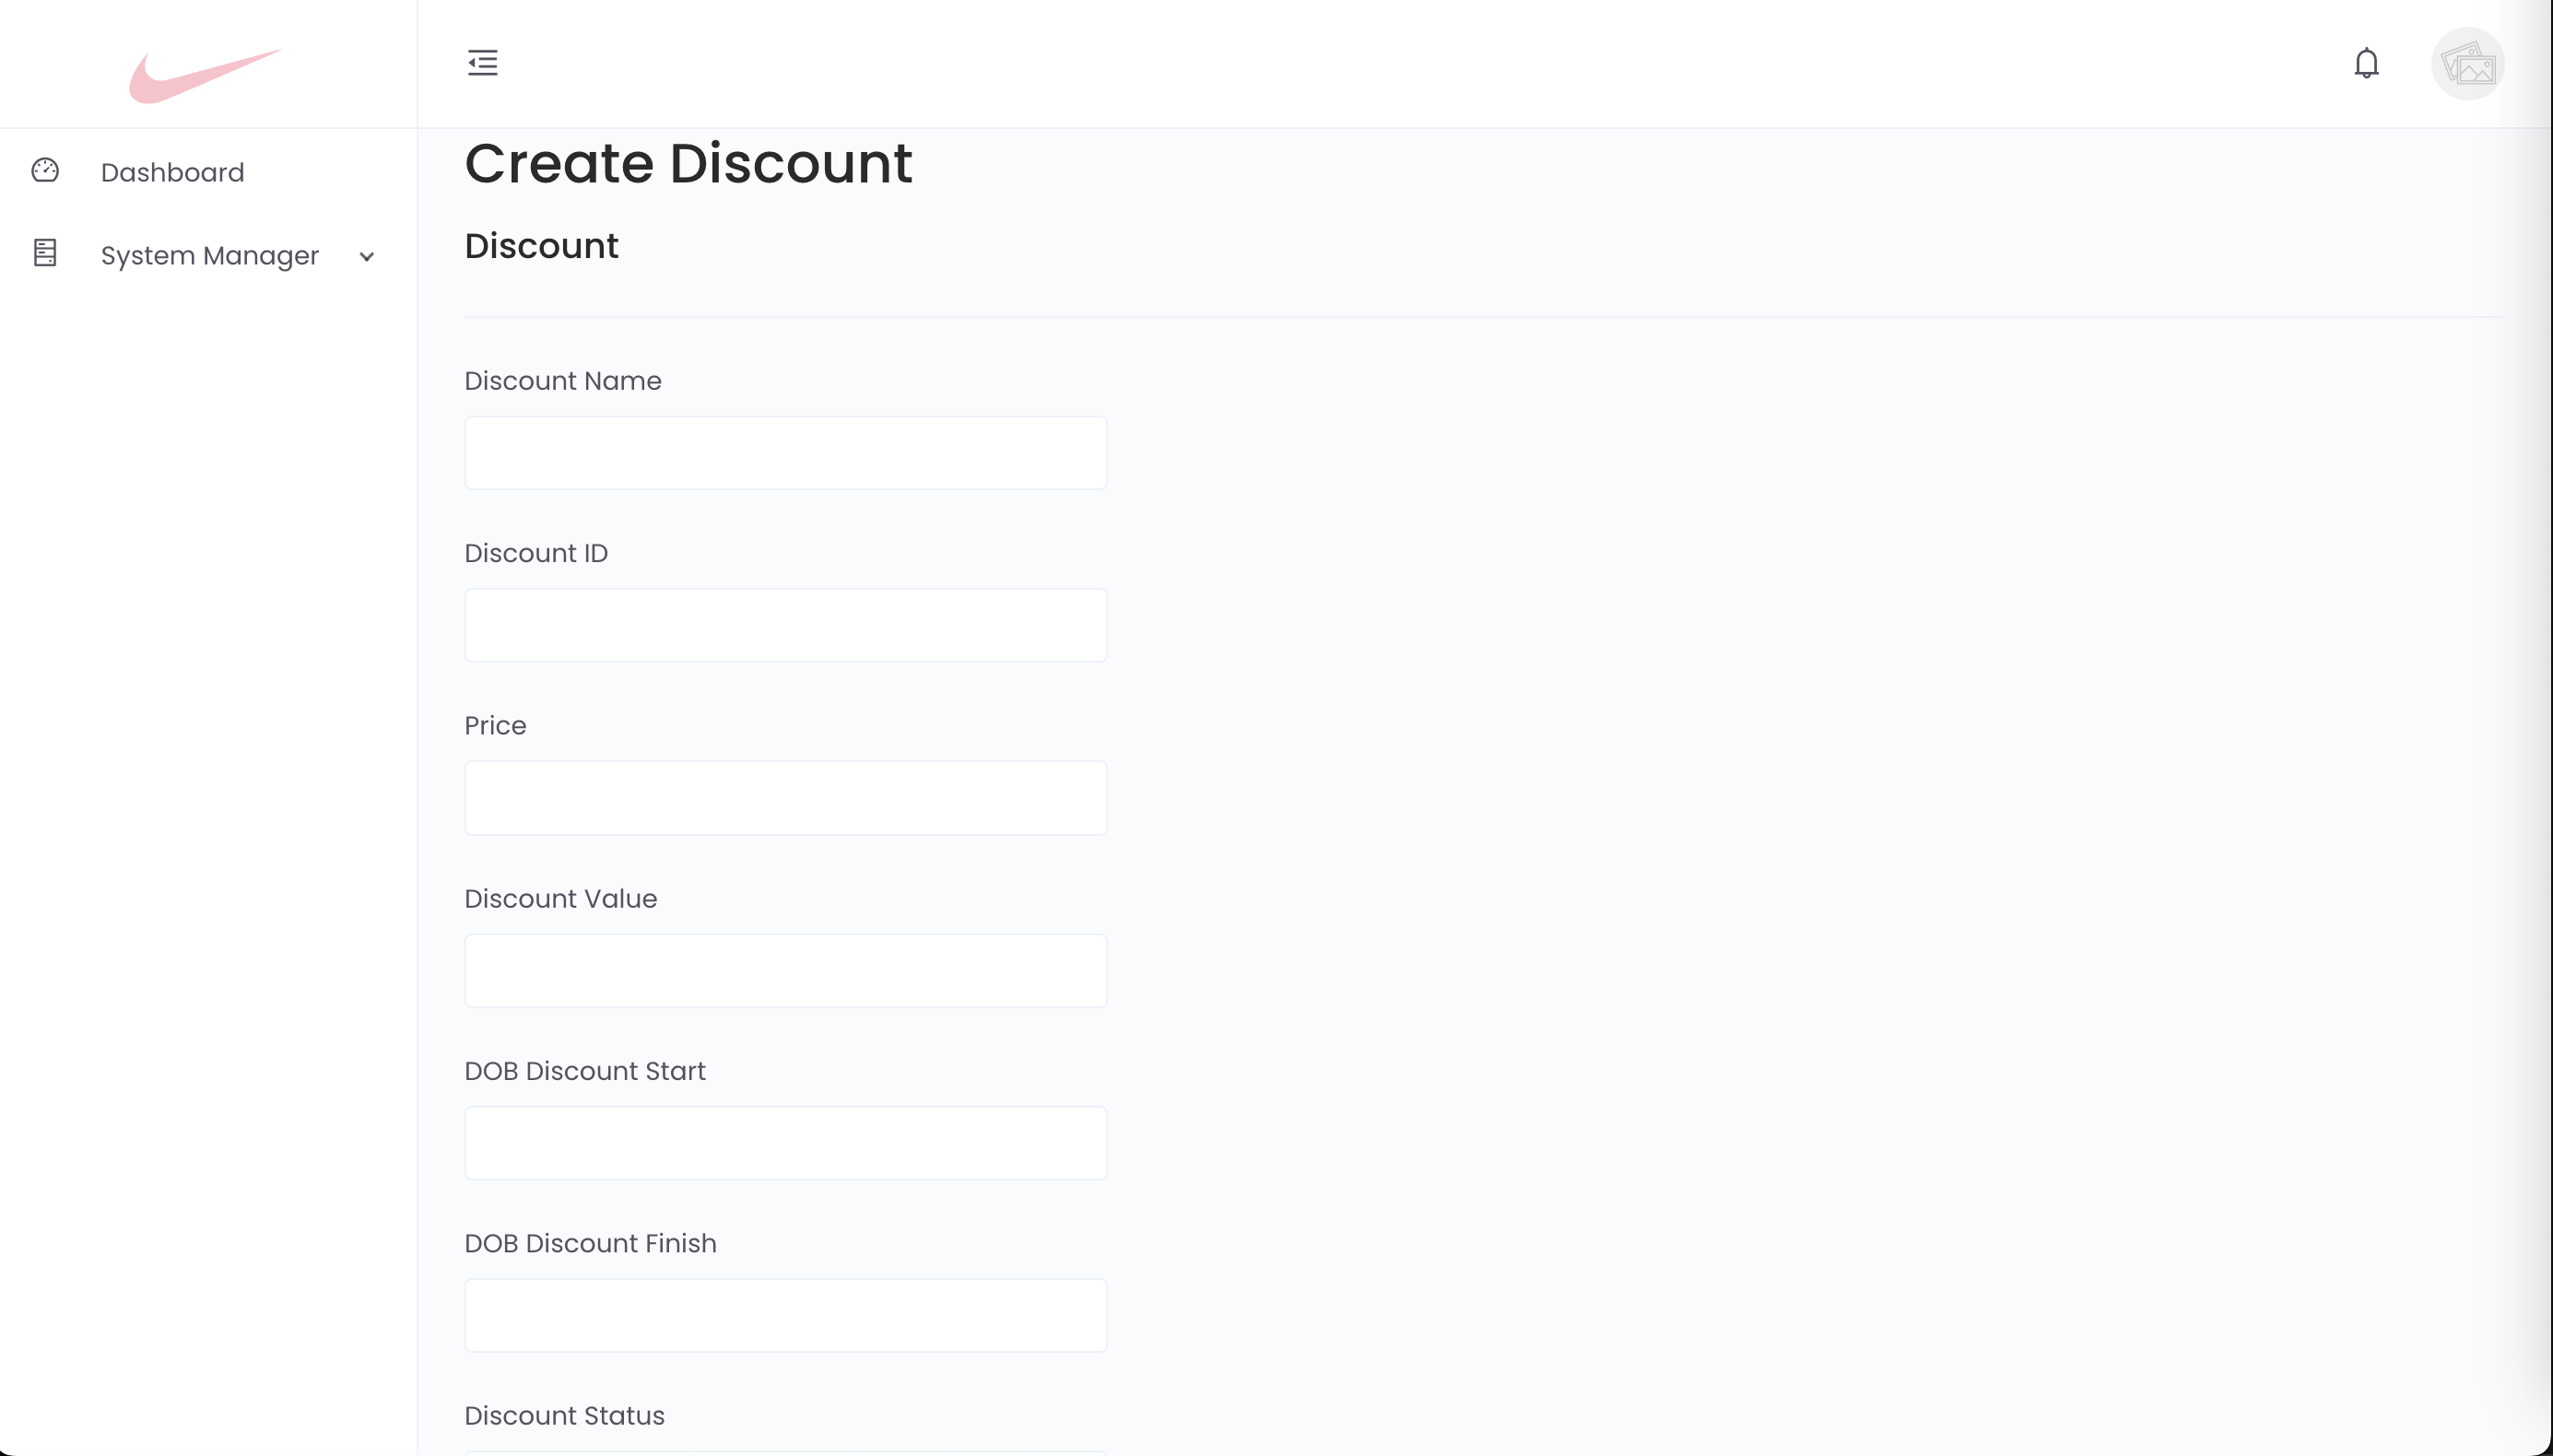 Dashboard
System Manager
Create Discount
Discount
Discount Name
Discount ID
Price
Discount Value
DOB Discount Start
DOB Discount Finish
Discount Status